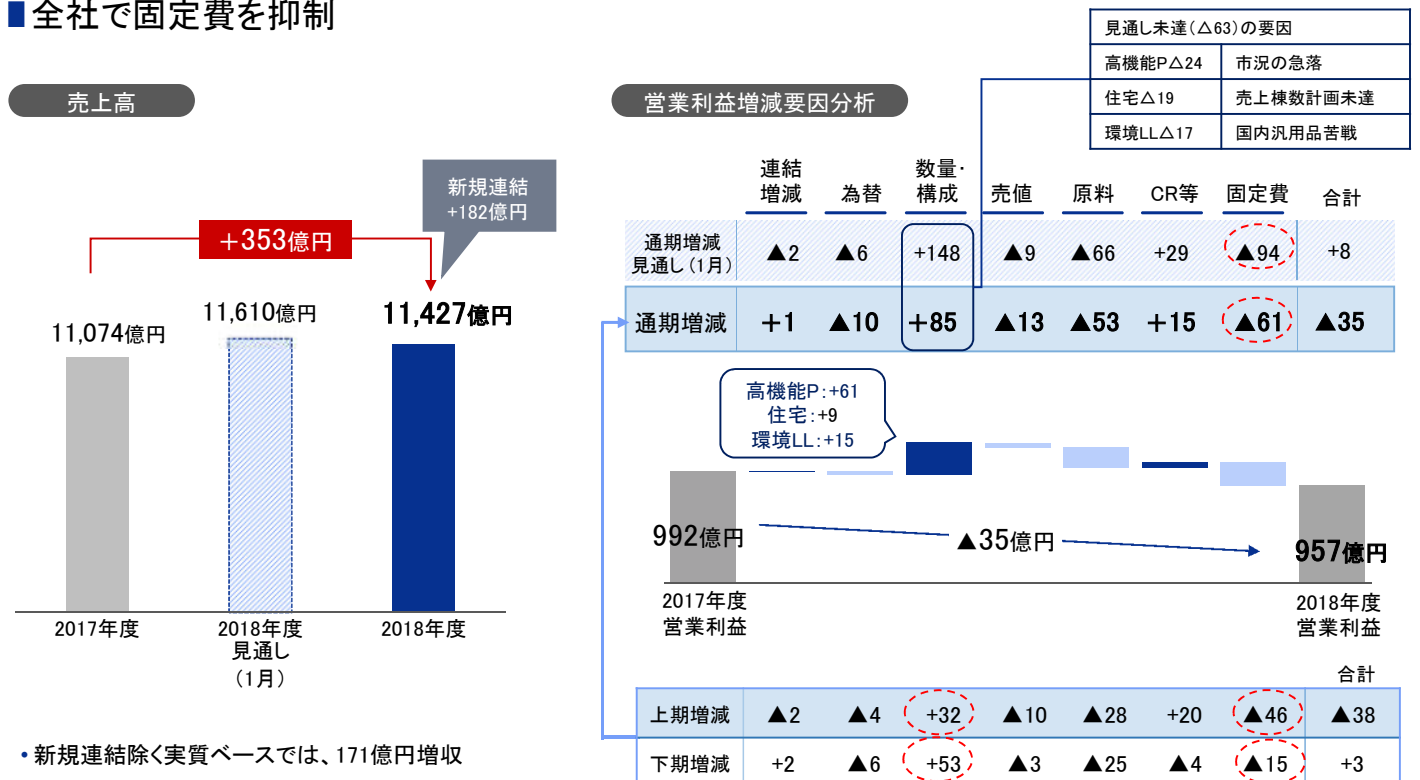 ■全社で固定費を抑制
見通し未達(△63)の要因
高機能P△24 市況の急落
住宅△19 売上棟数計画未達
環境LL△17 国内汎用品苦戦
売上高
新規連結
+182億円
+353億円
11,074億円
11,610億円
11,427億円
2017年度
2018年度
見通し
(1月)
2018年度
•新規連結除く実質ベースでは、171億円増収
営業利益増減要因分析
連結
増減 為替 数量・
構成 売値 原料 CR等 固定費 合計
通期増減
見通し(1月) ▲2 ▲6 +148 ▲9 ▲66 +29 ▲94 +8
通期増減 +1 ▲10 +85 ▲13 ▲53 +15 ▲61 ▲35
高機能P:+61
住宅:+9
環境LL:+15
992億円
▲35億円
957億円
2017年度
営業利益
2018年度
営業利益
合計
上期増減 ▲2 ▲4 +32 ▲10 ▲28 +20 ▲46 ▲38
下期増減 +2 ▲6 +53 ▲3 ▲25 ▲4 ▲15 +3